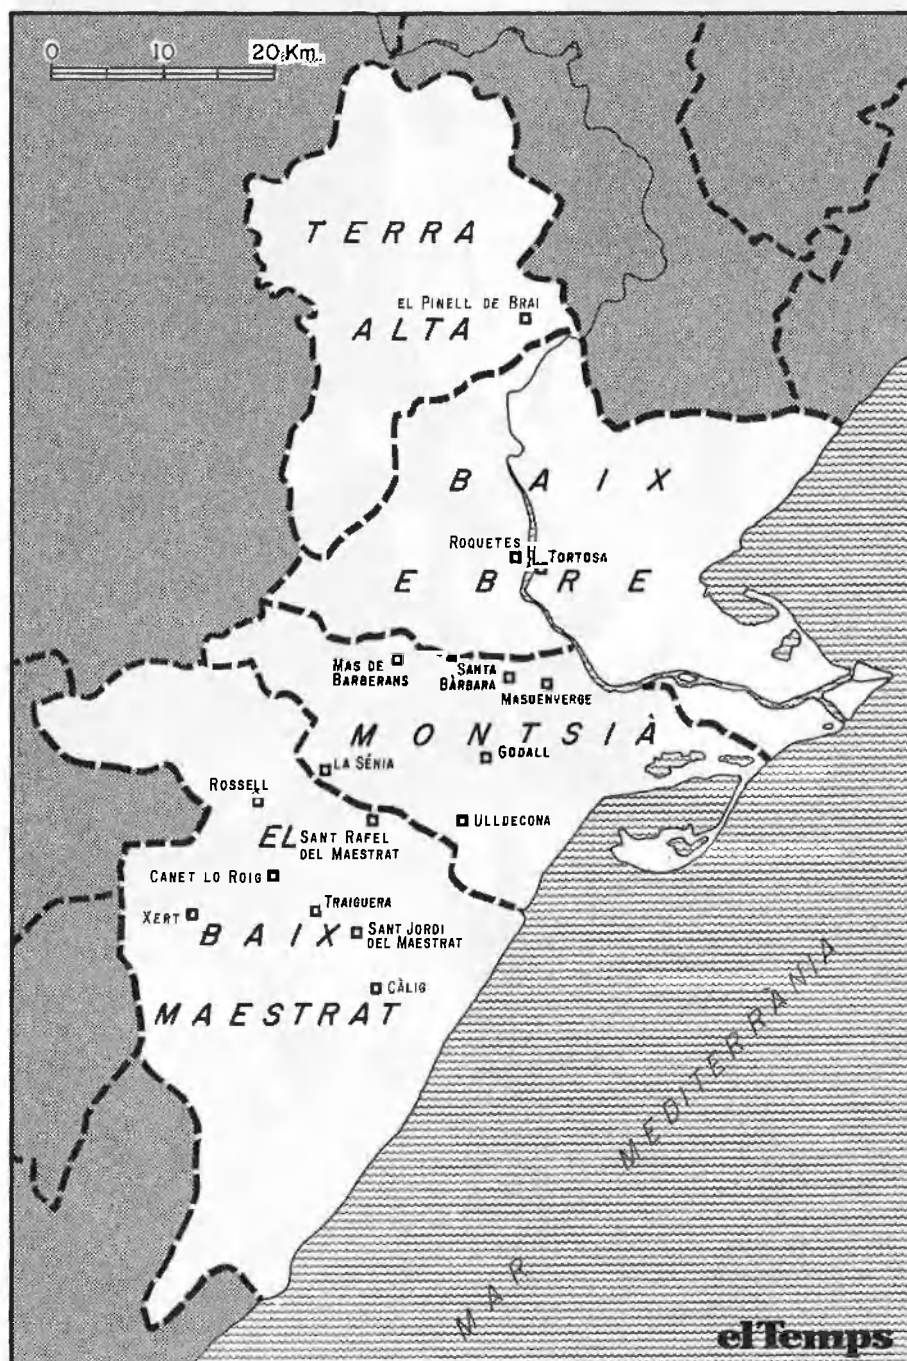 0 10 20 Km.
TERRA
EL PINELL DE BRAI
ALTA
BAIX
ROQUETES
TORTOSA
EBRE
MAS DE
BARBERANS
SANTA
BÀRBARA
MASDENVERGE
MONTSIÀ
GODALL
LA SÉNIA
ROSSELL
ULLDECONA
EL
SANT RAFEL
DEL MAESTRAT
CANET LO ROIG
TRAIGUERA
XERT
BAIX
SANT JORDI
DEL MAESTRAT
CÀLIG
MAESTRAT
MAR MEDITERRÀNIA
el Temps